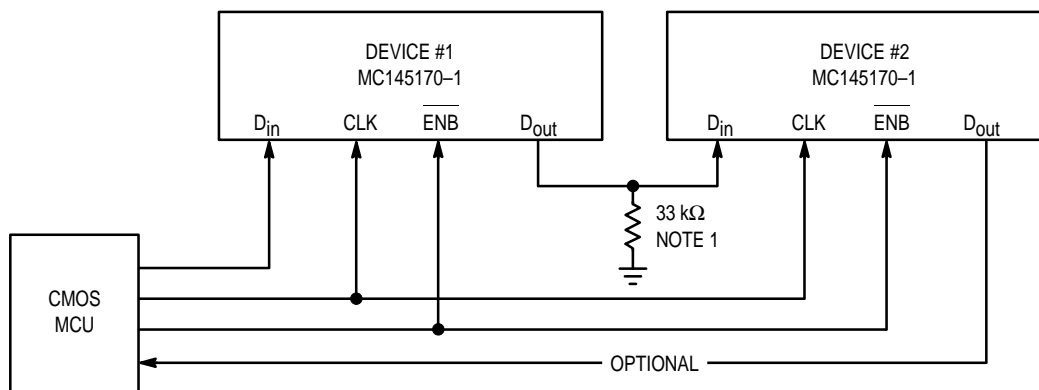 DEVICE #1
MC145170–1
Din CLK ENB Dout
DEVICE #2
MC145170–1
Din CLK ENB Dout
33 kΩ
NOTE 1
CMOS
MCU
OPTIONAL